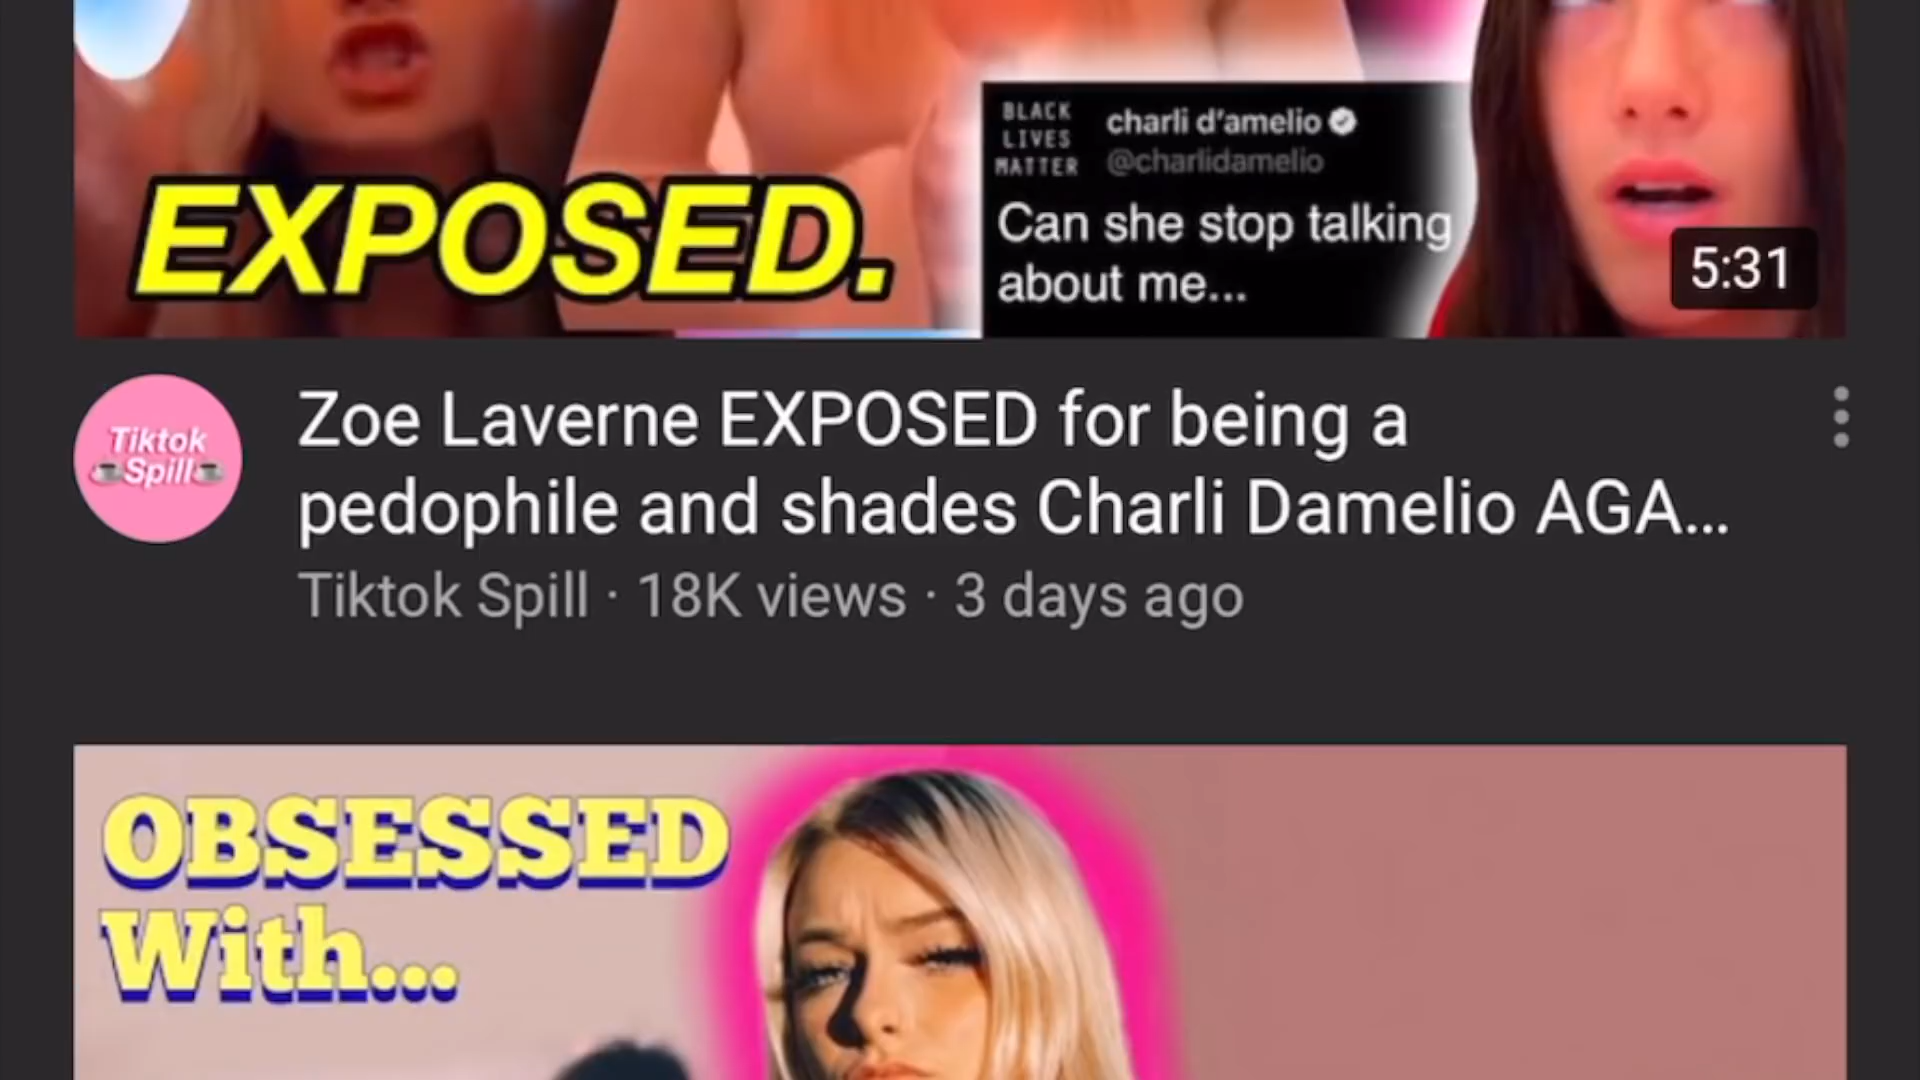 EXPOSED.
BLACK
LIVES
MATTER
charli d'amelio
@charlidamelio
Can she stop talking
about me...
5:31
Tiktok
Spill
Zoe Laverne EXPOSED for being a
pedophile and shades Charli Damelio AGA...
Tiktok Spill · 18K views · 3 days ago
OBSESSED
With...